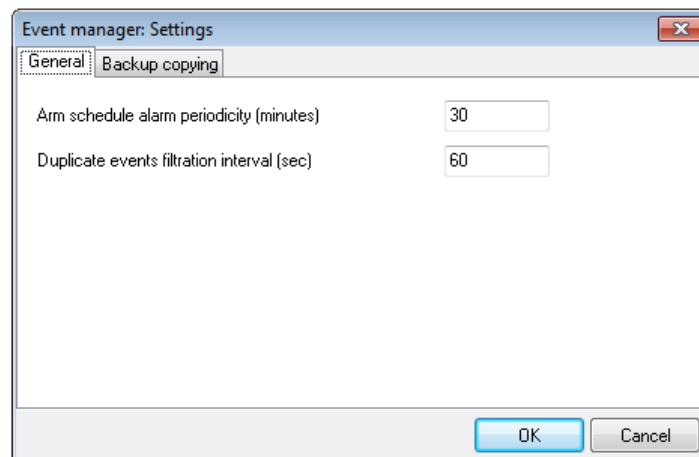 Event manager: Settings
General Backup copying
Arm schedule alarm periodicity (minutes) 30
Duplicate events filtration interval (sec) 60
OK Cancel